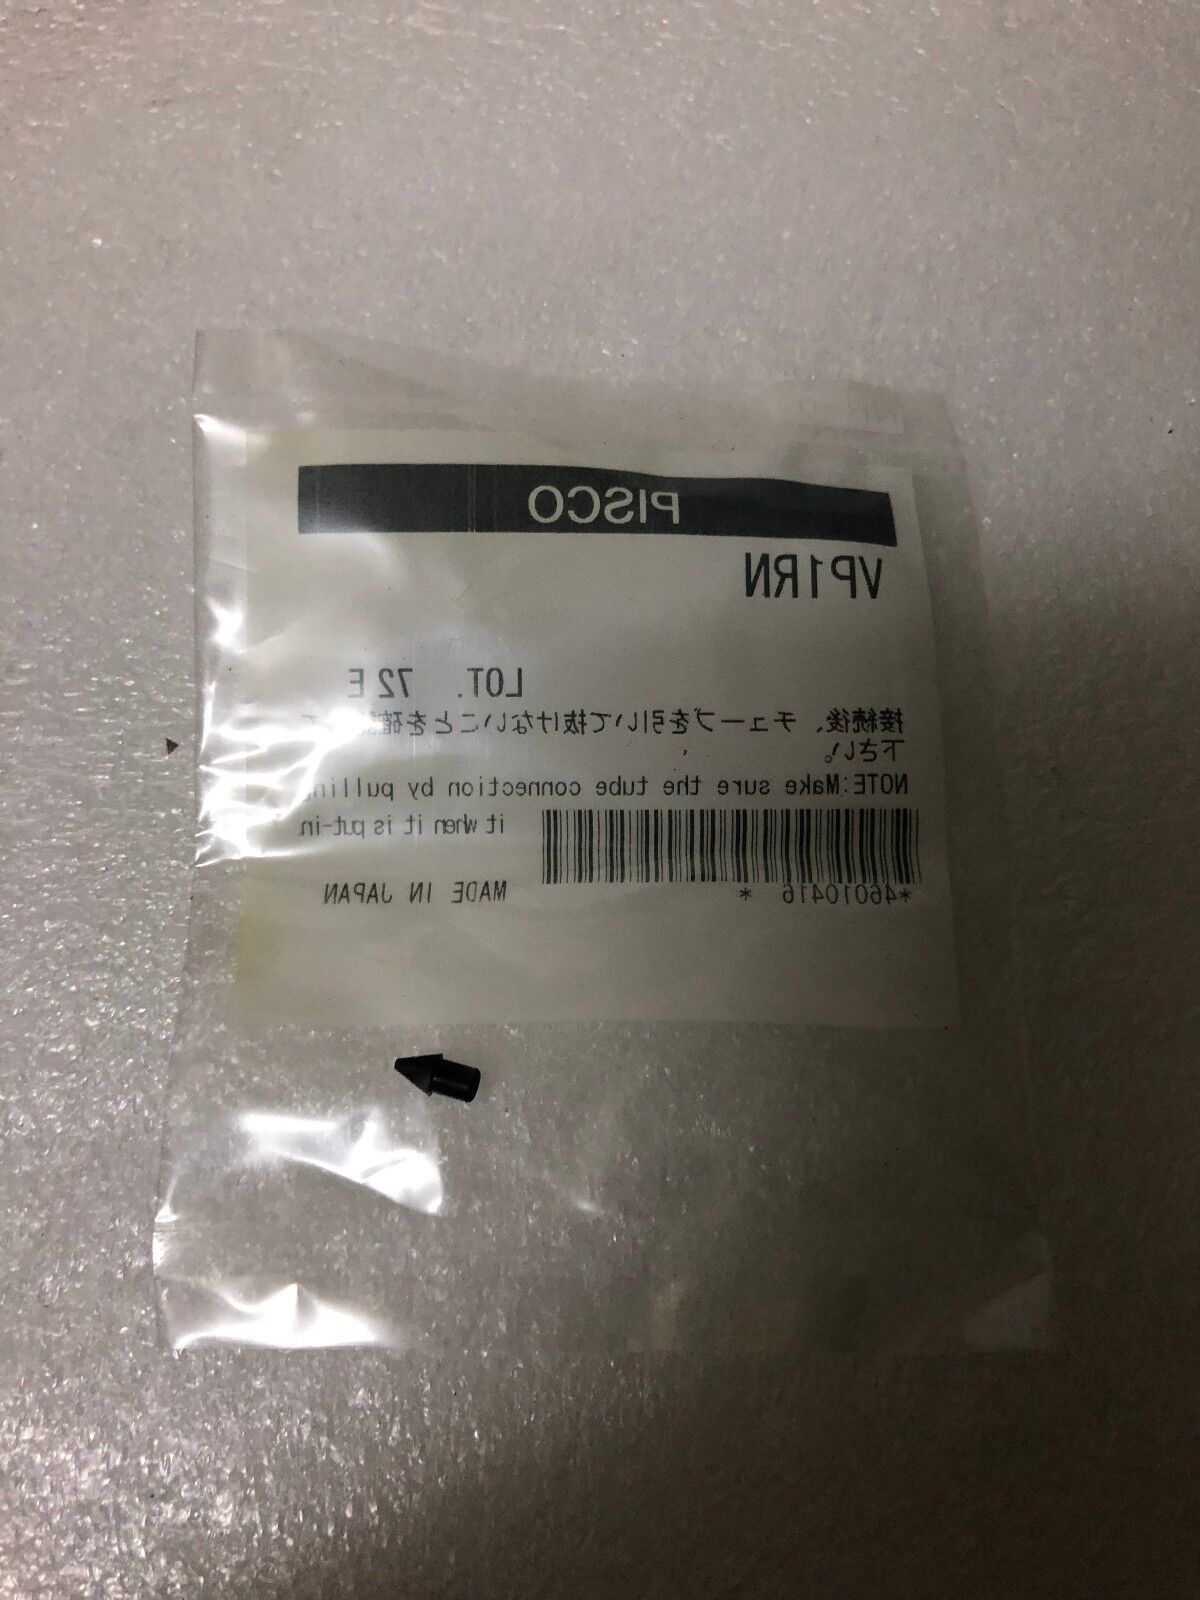 PISCO
VP1RN
LOT. 72E
接続後、チューブを引いて抜けないことを確
下さい。
NOTE:Make sure the tube connection by pulling
it when it is put-in.
*46010416 *
MADE IN JAPAN